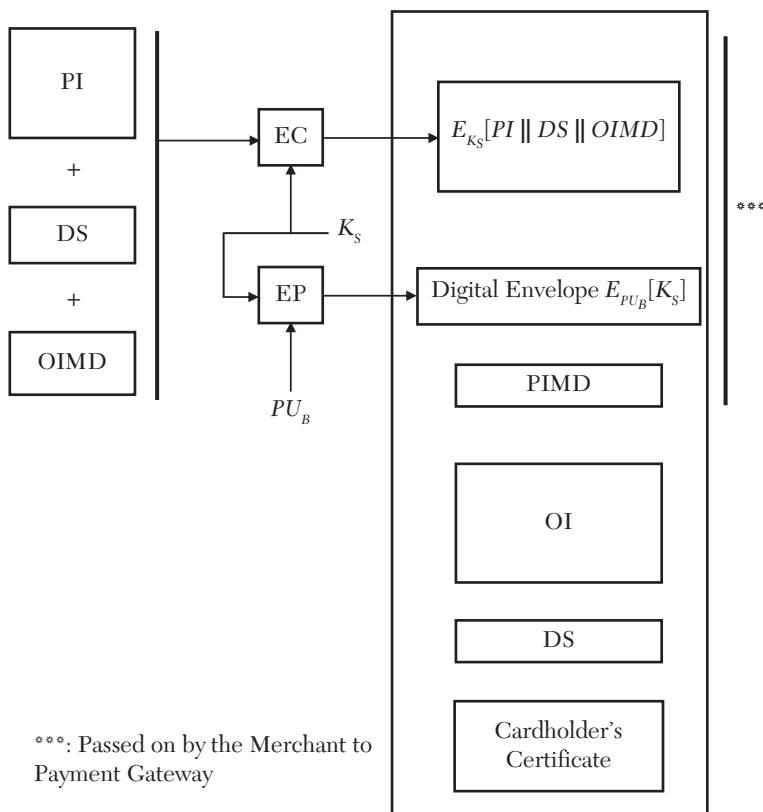 PI
+
DS
+
OIMD
EC
K_S
EP
PU_B
E_{K_S}[PI || DS || OIMD]
Digital Envelope E_{PU_B}[K_S]
PIMD
OI
DS
Cardholder's
Certificate
***
***: Passed on by the Merchant to
Payment Gateway